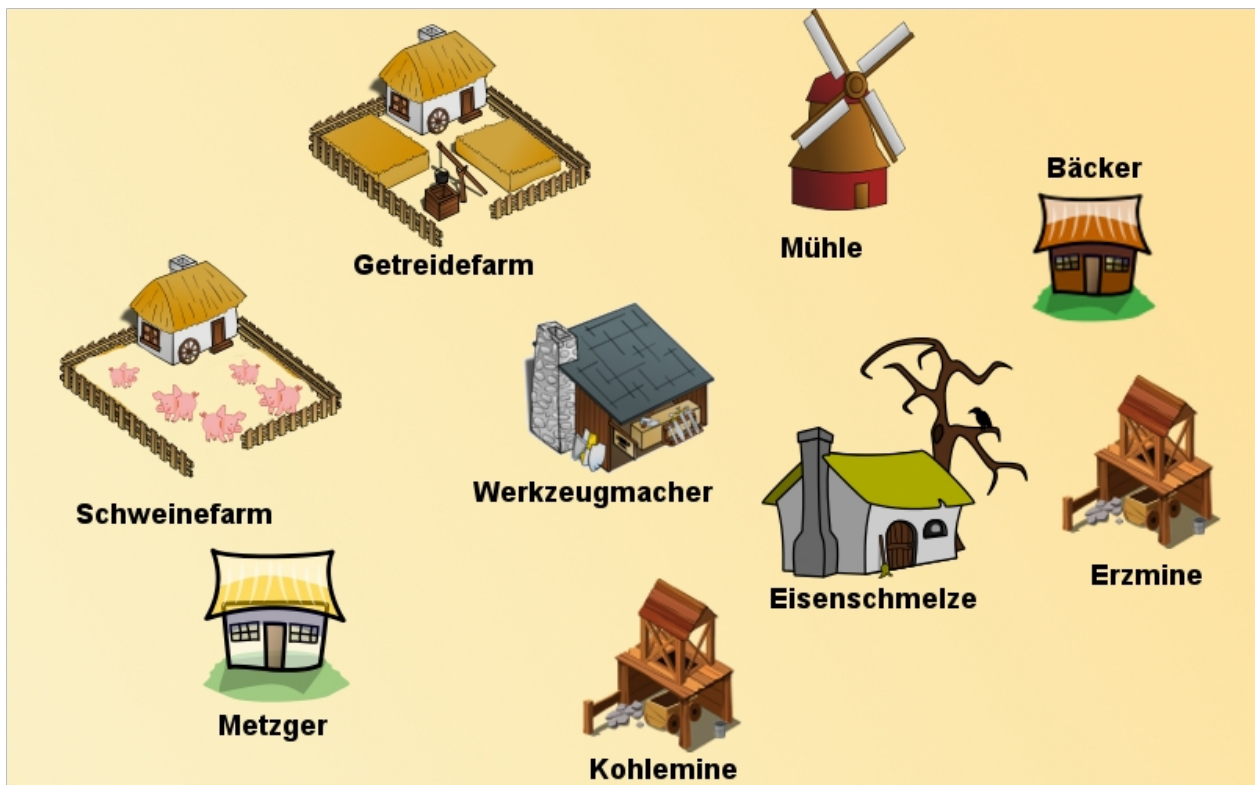 Bäcker
Mühle
Getreidefarm
Werkzeugmacher
Schweinefarm
Erzmine
Eisenschmelze
Metzger
Kohlemine